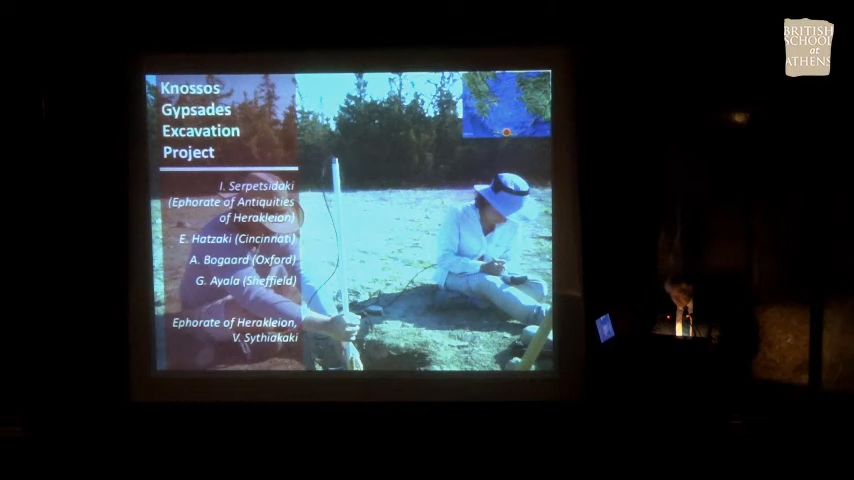 Knossos
Gypsades
Excavation
Project
I. Serpetsidaki
(Ephorate of Antiquities
of Herakleion)
E. Hatzaki (Cincinnati)
A. Bogaard (Oxford)
G. Ayala (Sheffield)
Ephorate of Herakleion,
V. Sythiakaki
BRITISH
SCHOOL
at
ATHENS